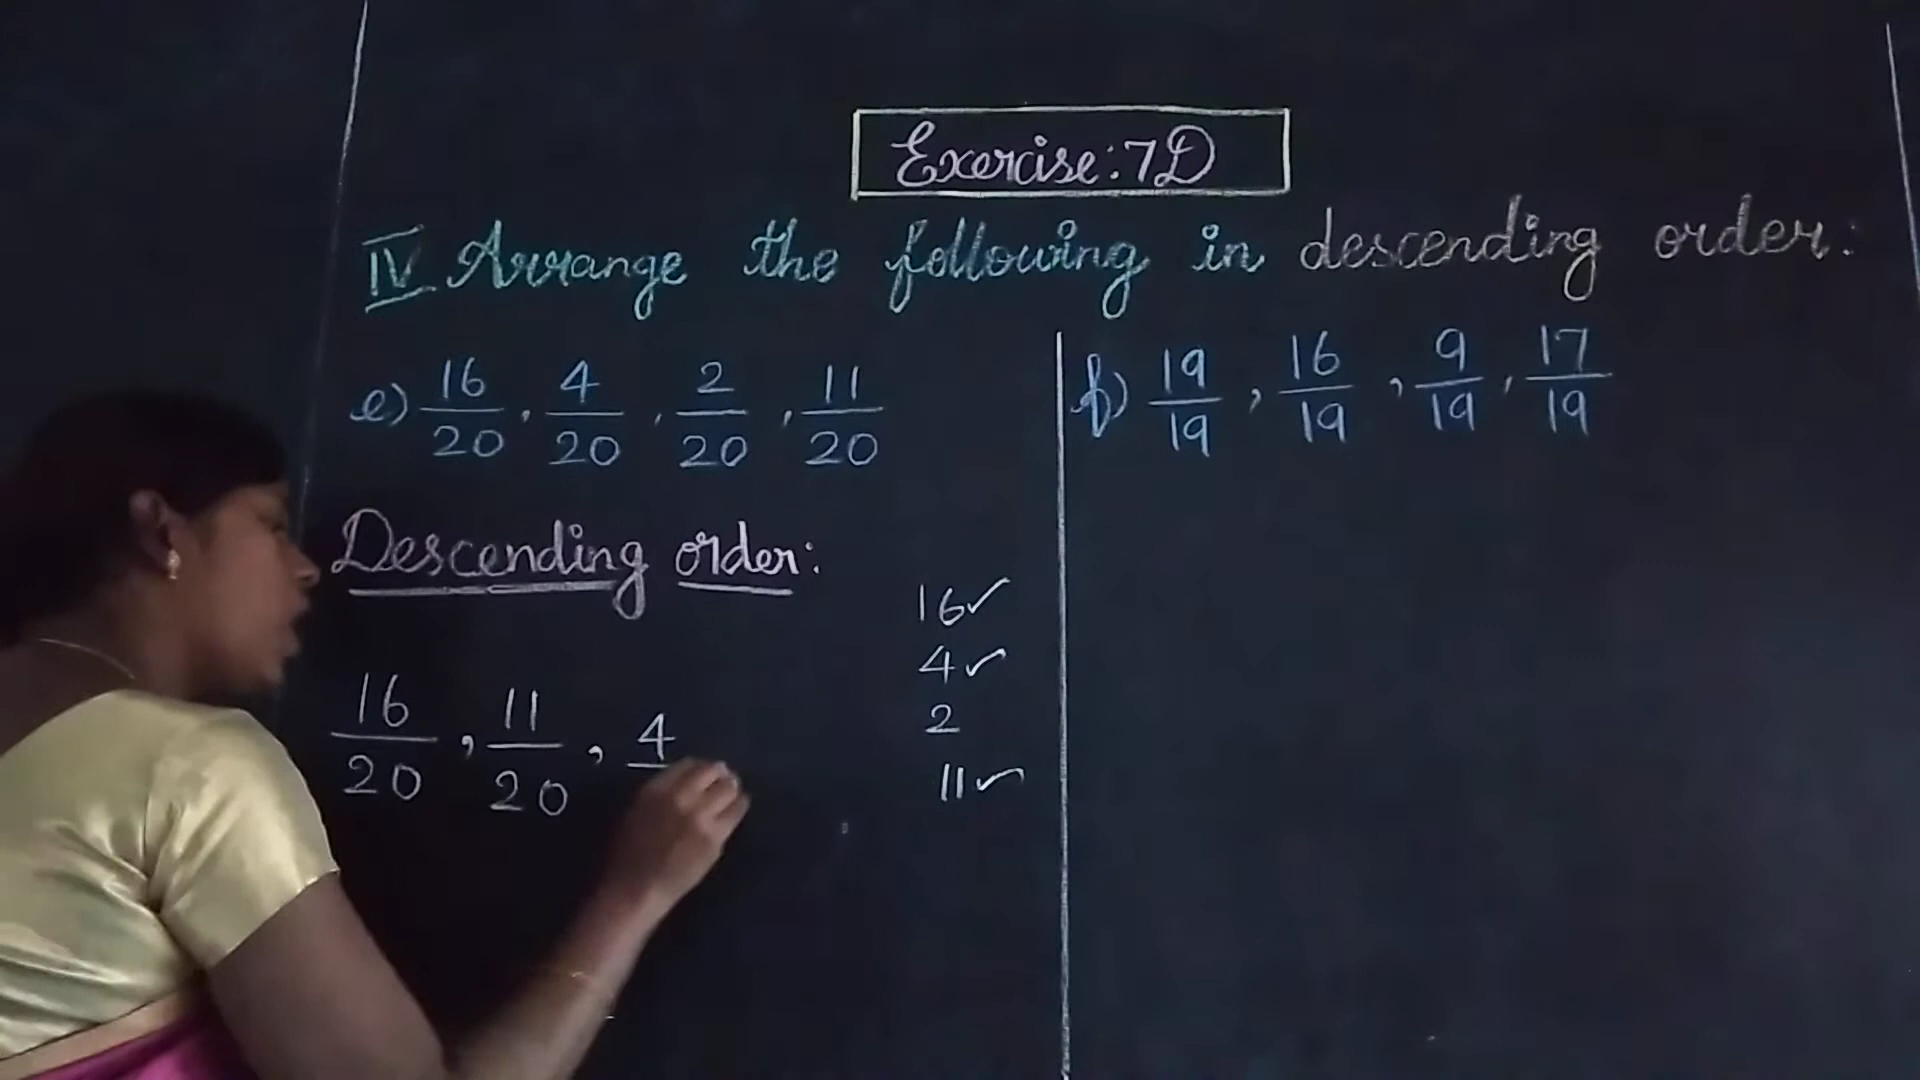 Exercise: 7D
IV Arrange the following in descending order:
e) 16/20, 4/20, 2/20, 11/20
f) 19/19, 16/19, 9/19, 17/19
Descending order:
16/20, 11/20, 4
16✓
4✓
2
11✓